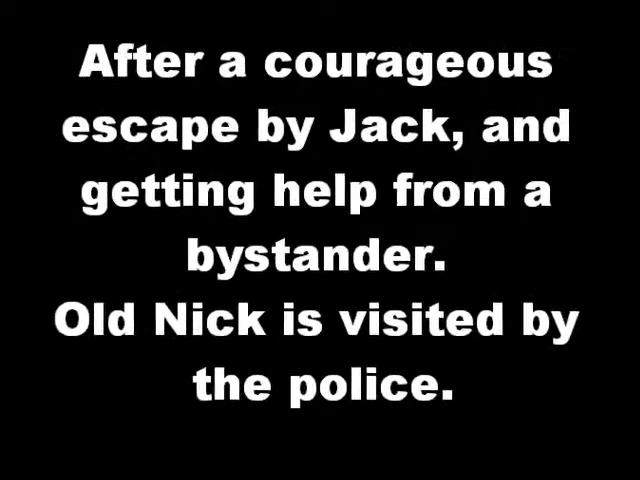 After a courageous
escape by Jack, and
getting help from a
bystander.
Old Nick is visited by
the police.